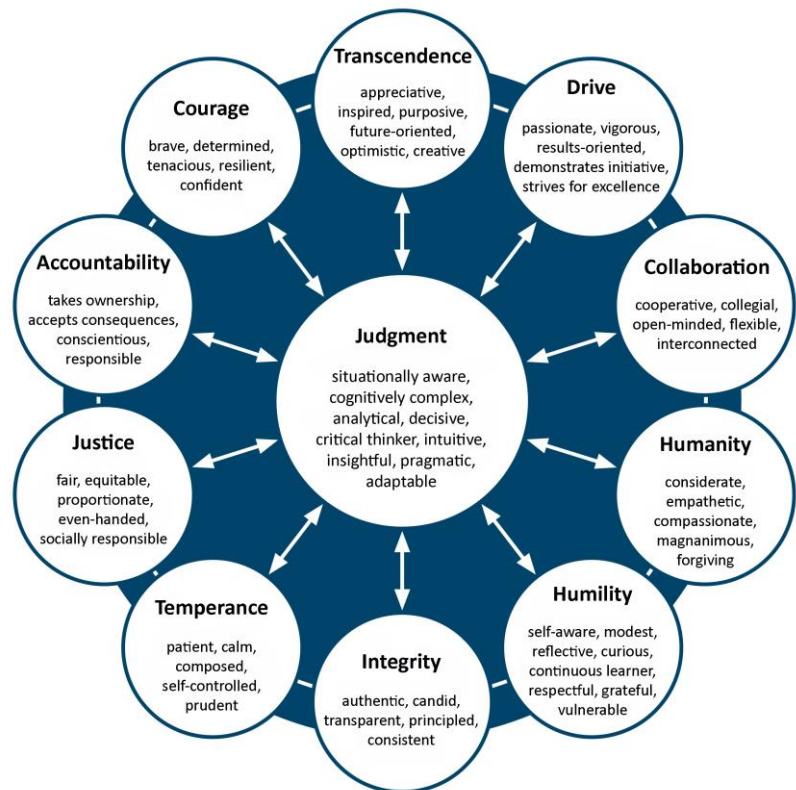 Transcendence
appreciative,
inspired, purposive,
future-oriented,
optimistic, creative
Drive
passionate, vigorous,
results-oriented,
demonstrates initiative,
strives for excellence
Collaboration
cooperative, collegial,
open-minded, flexible,
interconnected
Humanity
considerate,
empathetic,
compassionate,
magnanimous,
forgiving
Humility
self-aware, modest,
reflective, curious,
continuous learner,
respectful, grateful,
vulnerable
Integrity
authentic, candid,
transparent, principled,
consistent
Temperance
patient, calm,
composed,
self-controlled,
prudent
Justice
fair, equitable,
proportionate,
even-handed,
socially responsible
Accountability
takes ownership,
accepts consequences,
conscientious,
responsible
Courage
brave, determined,
tenacious, resilient,
confident
Judgment
situationally aware,
cognitively complex,
analytical, decisive,
critical thinker, intuitive,
insightful, pragmatic,
adaptable